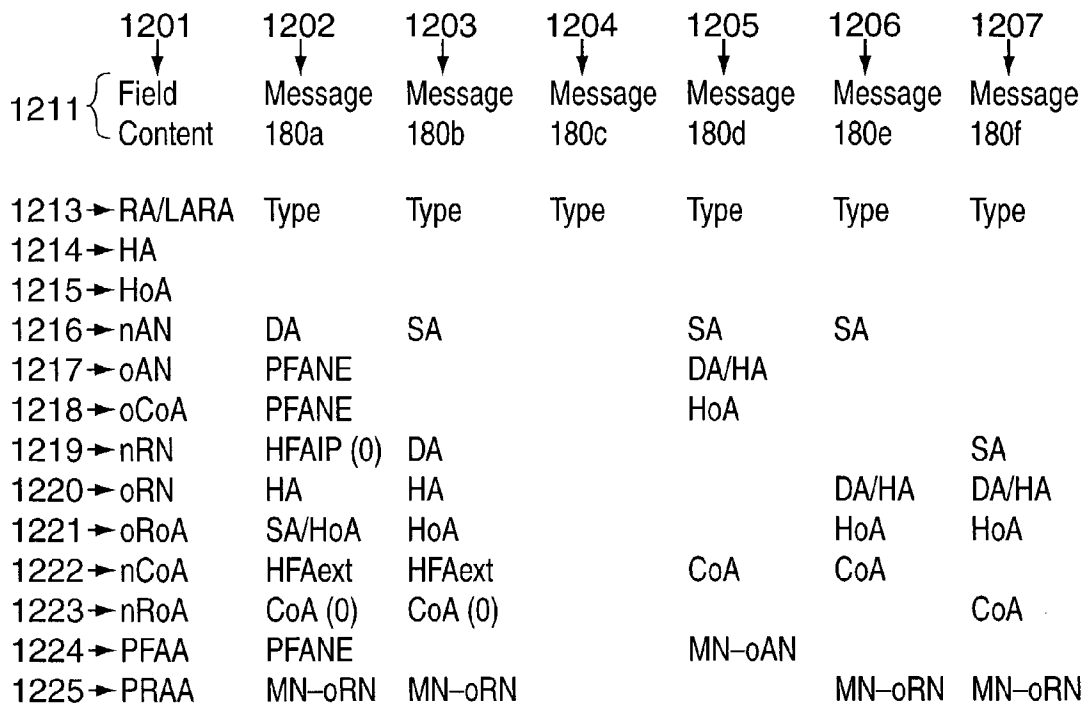 1201 1202 1203 1204 1205 1206 1207
1211 { Field Message Message Message Message Message Message
Content 180a 180b 180c 180d 180e 180f
1213 → RA/LARA Type Type Type Type Type Type
1214 → HA
1215 → HoA
1216 → nAN DA SA SA SA
1217 → oAN PFANE DA/HA
1218 → oCoA PFANE HoA
1219 → nRN HFAIP (0) DA SA
1220 → oRN HA HA DA/HA DA/HA
1221 → oRoA SA/HoA HoA HoA HoA
1222 → nCoA HFAext HFAext CoA CoA
1223 → nRoA CoA (0) CoA (0) CoA
1224 → PFAA PFANE MN–oAN
1225 → PRAA MN–oRN MN–oRN MN–oRN MN–oRN